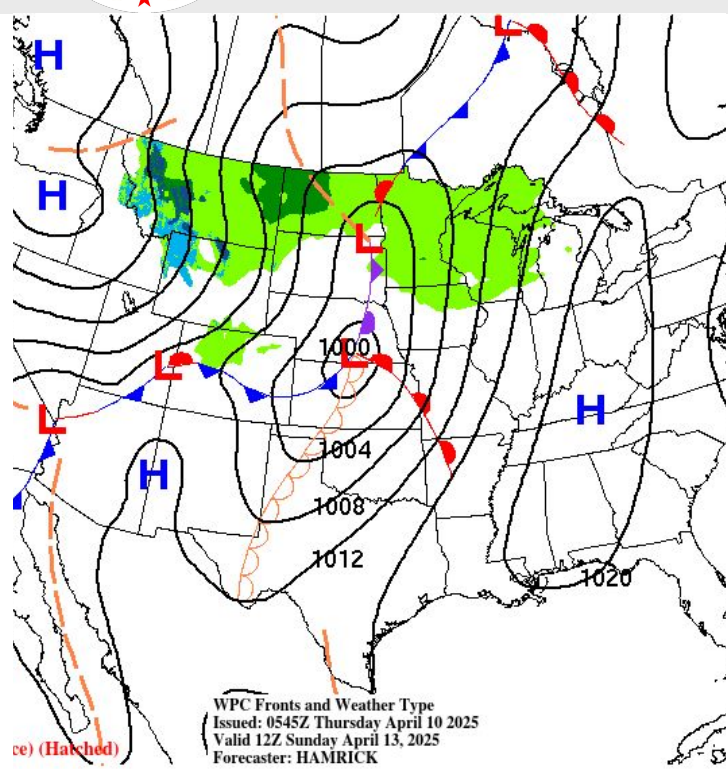 L
H
H
L
1000
L
L
L
H
H
1004
1008
1012
1020
WPC Fronts and Weather Type
Issued: 0545Z Thursday April 10 2025
Valid 12Z Sunday April 13, 2025
Forecaster: HAMRICK
ce) (Hatched)